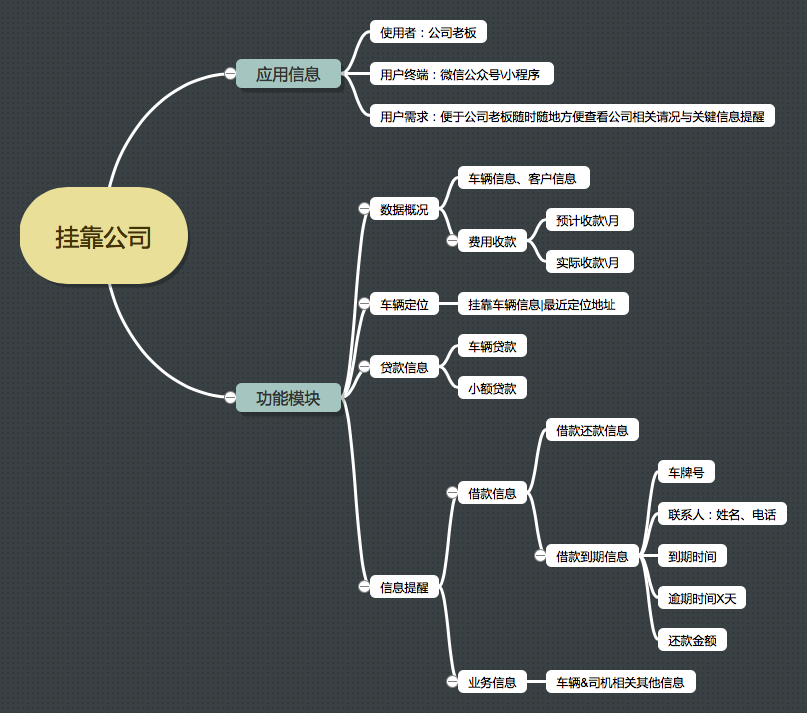 挂靠公司
应用信息
使用者：公司老板
用户终端：微信公众号\小程序
用户需求：便于公司老板随时随地方便查看公司相关请况与关键信息提醒
功能模块
数据概况
车辆信息、客户信息
费用收款
预计收款\月
实际收款\月
车辆定位
挂靠车辆信息|最近定位地址
贷款信息
车辆贷款
小额贷款
信息提醒
借款信息
借款还款信息
借款到期信息
车牌号
联系人：姓名、电话
到期时间
逾期时间X天
还款金额
业务信息
车辆&司机相关其他信息